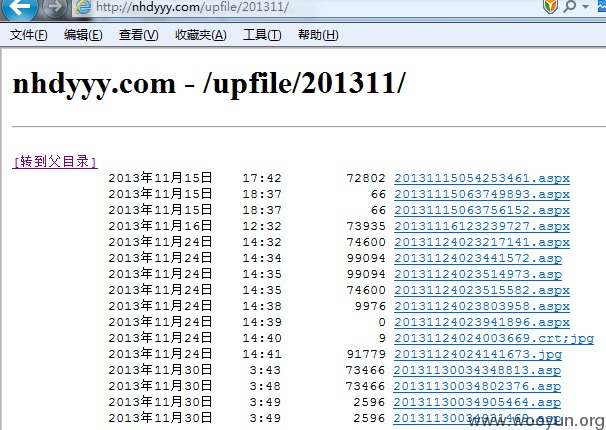 http://nhdyyy.com/upfile/201311/
文件(F) 编辑(E) 查看(V) 收藏夹(A) 工具(T) 帮助(H)
nhdyyy.com - /upfile/201311/
[转到父目录]
2013年11月15日 17:42 72802 20131115054253461.aspx
2013年11月15日 18:37 66 20131115063749893.aspx
2013年11月15日 18:37 66 20131115063756152.aspx
2013年11月16日 12:32 73935 20131116123239727.aspx
2013年11月24日 14:32 74600 20131124023217141.aspx
2013年11月24日 14:34 99094 20131124023441572.asp
2013年11月24日 14:35 99094 20131124023514973.asp
2013年11月24日 14:35 74600 20131124023515582.aspx
2013年11月24日 14:38 9976 20131124023803958.aspx
2013年11月24日 14:39 0 20131124023941896.aspx
2013年11月24日 14:40 9 20131124024003669.crt;jpg
2013年11月24日 14:41 91779 20131124024141673.jpg
2013年11月30日 3:43 73466 20131130034348813.asp
2013年11月30日 3:48 73466 20131130034802376.asp
2013年11月30日 3:49 2596 20131130034905464.asp
2013年11月30日 3:49 2596
www.wooyun.org